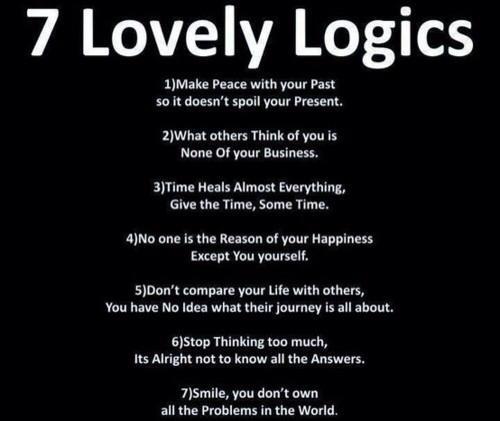 7 Lovely Logics
1)Make Peace with your Past
so it doesn't spoil your Present.
2)What others Think of you is
None Of your Business.
3)Time Heals Almost Everything,
Give the Time, Some Time.
4)No one is the Reason of your Happiness
Except You yourself.
5)Don't compare your Life with others,
You have No Idea what their journey is all about.
6)Stop Thinking too much,
Its Alright not to know all the Answers.
7)Smile, you don't own
all the Problems in the World.